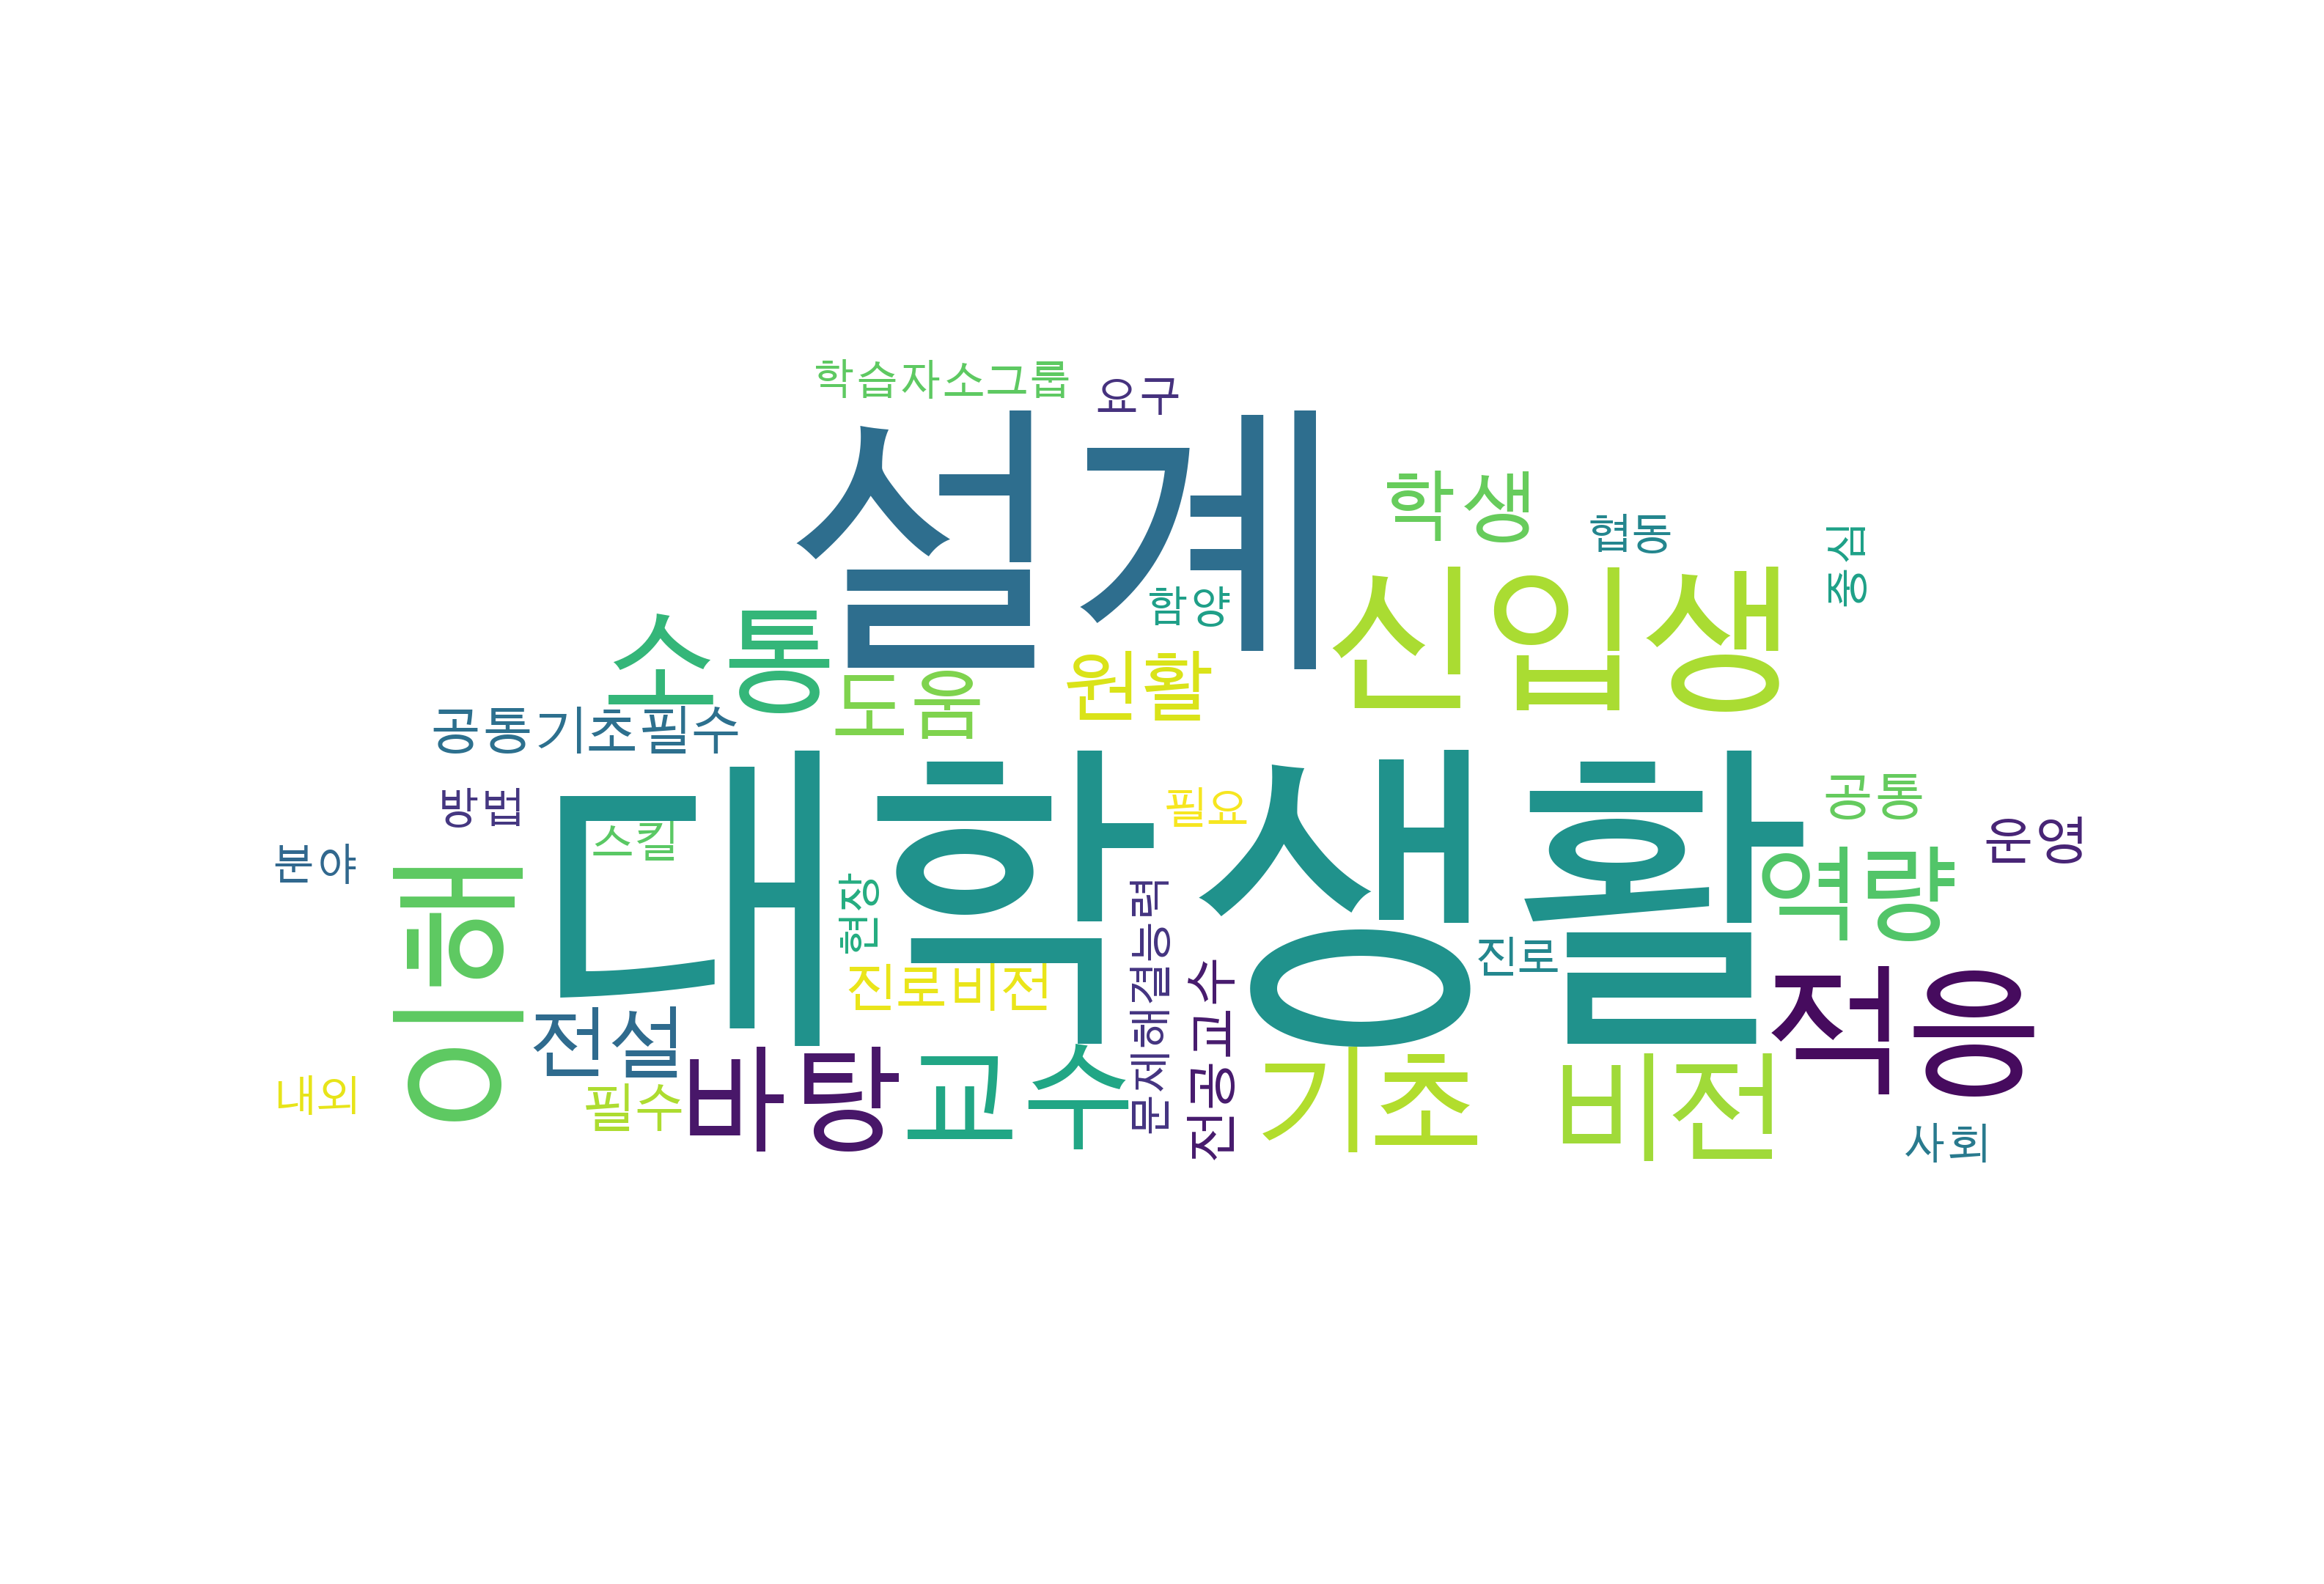 학습자소그룹
요구
설계
학생
협동
중심
함양
신입생
소통
도움
원활
공통기초필수
방법
대학생활
필요
공통
스킬
분야
운영
역량
이행
향상
문제해결능력
전공교수
진로
진로비전
적응
전설
내외
필수
바탕
교수
기초
비전
사회